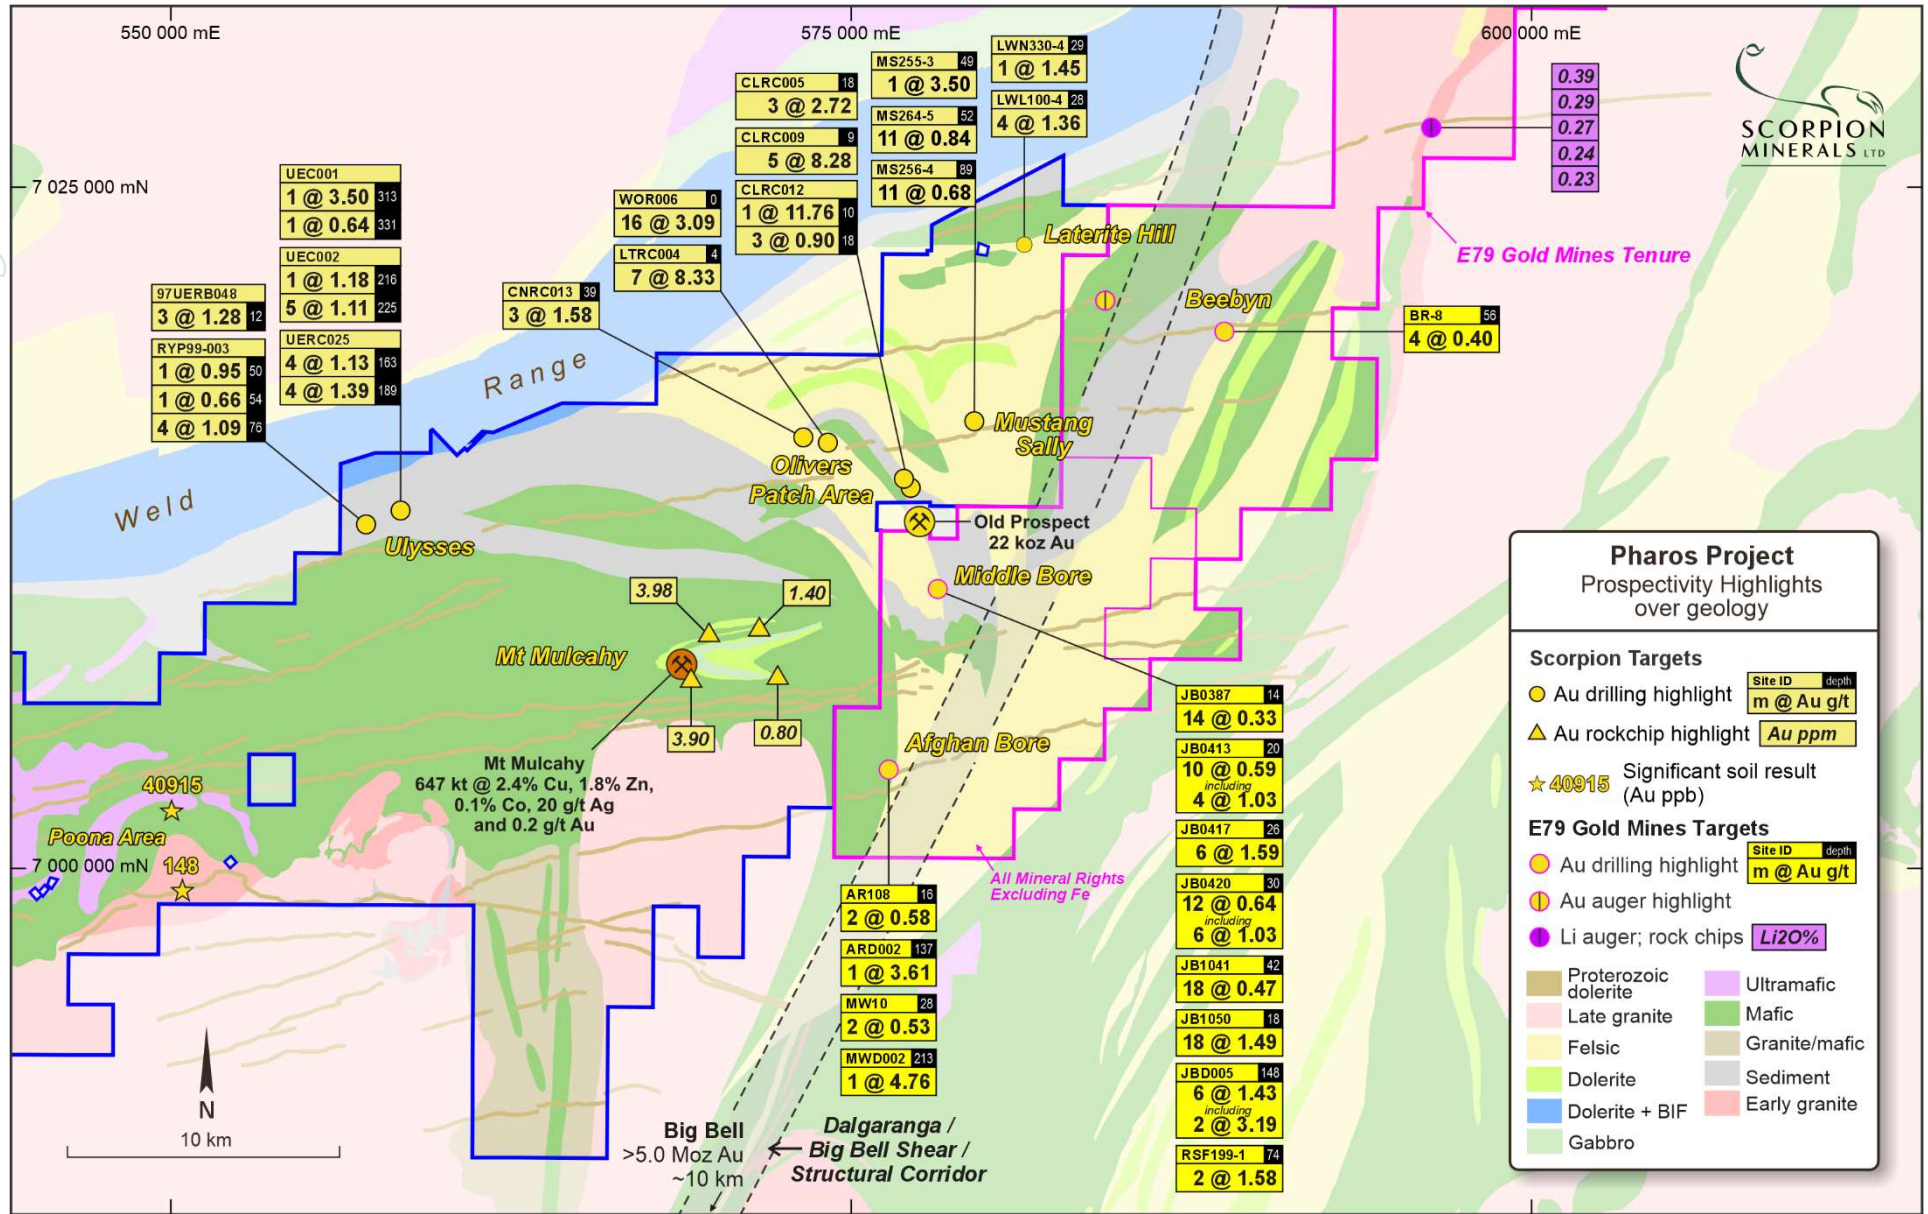 550 000 mE
575 000 mE
600 000 mE
7 025 000 mN
7 000 000 mN
SCORPION
MINERALS LTD
UEC001
1 @ 3.50 313
1 @ 0.64 331
UEC002
1 @ 1.18 216
5 @ 1.11 225
UERC025
4 @ 1.13 163
4 @ 1.39 189
97UERB048
3 @ 1.28 12
RYP99-003
1 @ 0.95 50
1 @ 0.66 54
4 @ 1.09 76
CNRC013 39
3 @ 1.58
WOR006 0
16 @ 3.09
LTRC004 4
7 @ 8.33
CLRC005 18
3 @ 2.72
CLRC009 9
5 @ 8.28
CLRC012
1 @ 11.76 10
3 @ 0.90 18
MS255-3 49
1 @ 3.50
MS264-5 52
11 @ 0.84
MS256-4 89
11 @ 0.68
LWN330-4 29
1 @ 1.45
LWL100-4 28
4 @ 1.36
0.39
0.29
0.27
0.24
0.23
E79 Gold Mines Tenure
Laterite Hill
Beebyn
BR-8 56
4 @ 0.40
Weld Range
Mustang
Sally
Olivers
Patch Area
Ulysses
Old Prospect
22 koz Au
Middle Bore
3.98
1.40
Mt Mulcahy
3.90
0.80
Mt Mulcahy
647 kt @ 2.4% Cu, 1.8% Zn,
0.1% Co, 20 g/t Ag
and 0.2 g/t Au
Afghan Bore
40915
Poona Area
148
All Mineral Rights
Excluding Fe
AR108 16
2 @ 0.58
ARD002 137
1 @ 3.61
MW10 28
2 @ 0.53
MWD002 213
1 @ 4.76
JB0387 14
14 @ 0.33
JB0413 20
10 @ 0.59
including
4 @ 1.03
JB0417 26
6 @ 1.59
JB0420 30
12 @ 0.64
including
6 @ 1.03
JB1041 42
18 @ 0.47
JB1050 18
18 @ 1.49
JBD005 148
6 @ 1.43
including
2 @ 3.19
RSF199-1 74
2 @ 1.58
N
10 km
Big Bell
>5.0 Moz Au
~10 km
Dalgaranga /
Big Bell Shear /
Structural Corridor
Pharos Project
Prospectivity Highlights
over geology
Scorpion Targets
Au drilling highlight
Site ID depth
m @ Au g/t
Au rockchip highlight
Au ppm
40915 Significant soil result
(Au ppb)
E79 Gold Mines Targets
Au drilling highlight
Site ID depth
m @ Au g/t
Au auger highlight
Li auger; rock chips
Li2O%
Proterozoic
dolerite
Late granite
Felsic
Dolerite
Dolerite + BIF
Gabbro
Ultramafic
Mafic
Granite/mafic
Sediment
Early granite